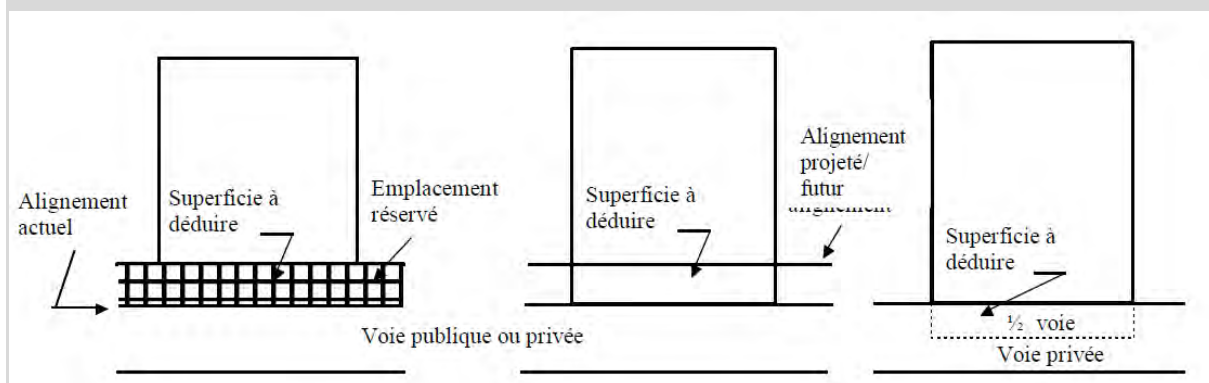 Alignement
actuel
Superficie à
déduire
Emplacement
réservé
Superficie à
déduire
Alignement
projeté/
futur
alignement
Superficie à
déduire
½ voie
Voie publique ou privée
Voie privée